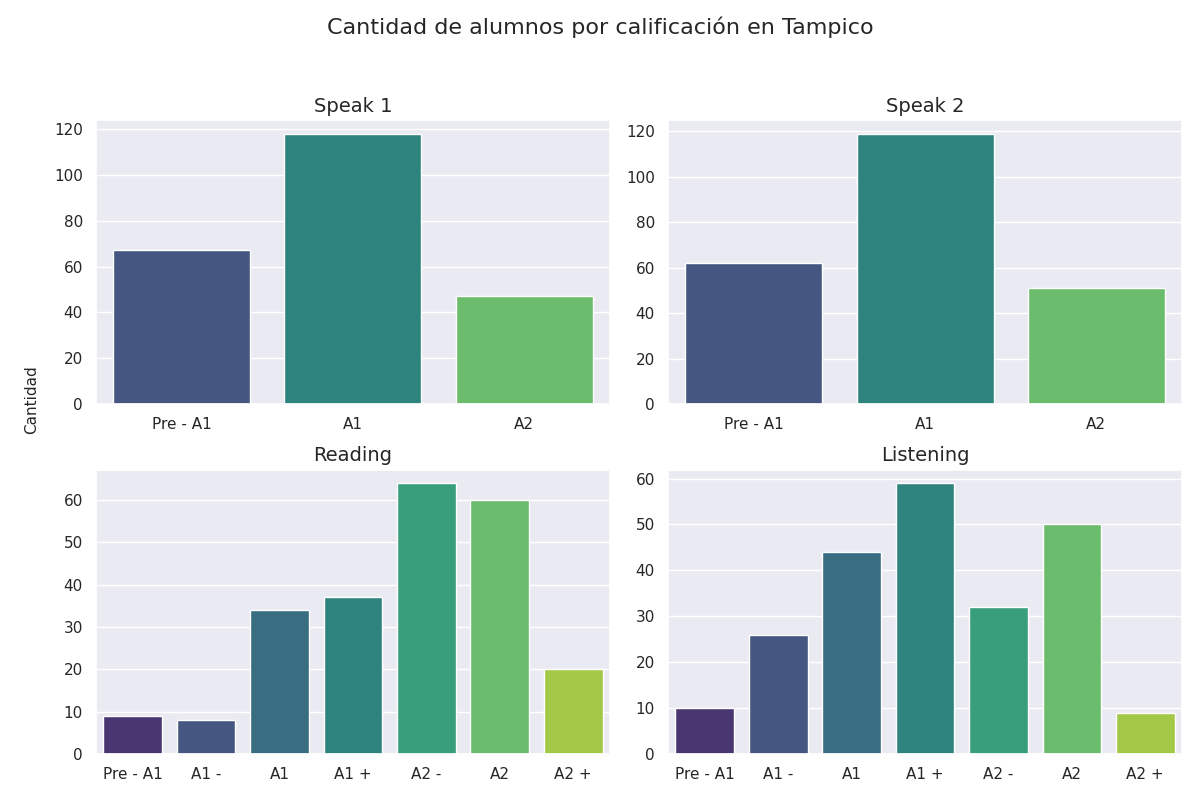 Cantidad de alumnos por calificación en Tampico
Speak 1
120
100
80
60
40
20
0
Pre - A1 A1 A2
Speak 2
120
100
80
60
40
20
0
Pre - A1 A1 A2
Cantidad
Reading
60
50
40
30
20
10
0
Pre - A1 A1 - A1 A1 + A2 - A2 A2 +
Listening
60
50
40
30
20
10
0
Pre - A1 A1 - A1 A1 + A2 - A2 A2 +